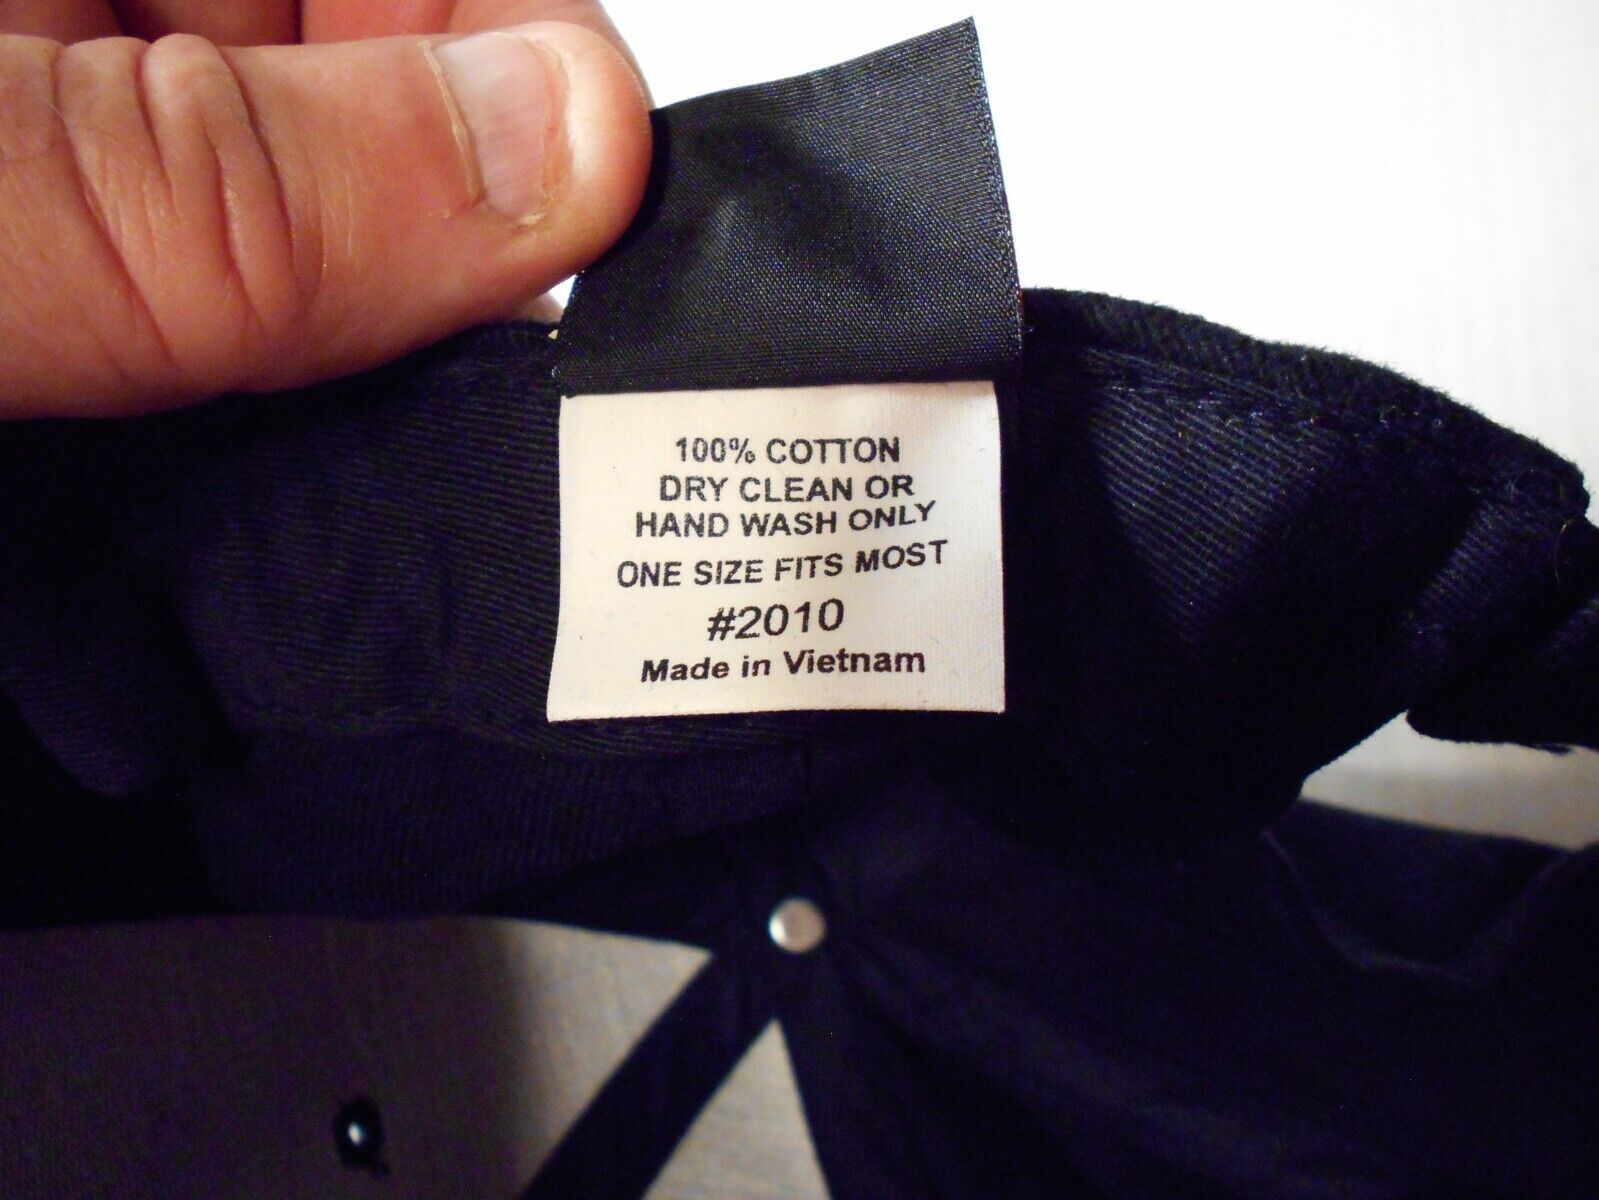 100% COTTON
DRY CLEAN OR
HAND WASH ONLY
ONE SIZE FITS MOST
#2010
Made in Vietnam